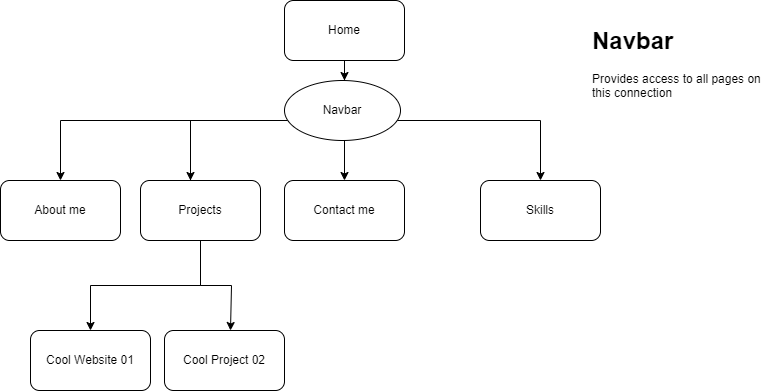 Home
Navbar
Provides access to all pages on
this connection
Navbar
About me
Projects
Contact me
Skills
Cool Website 01
Cool Project 02